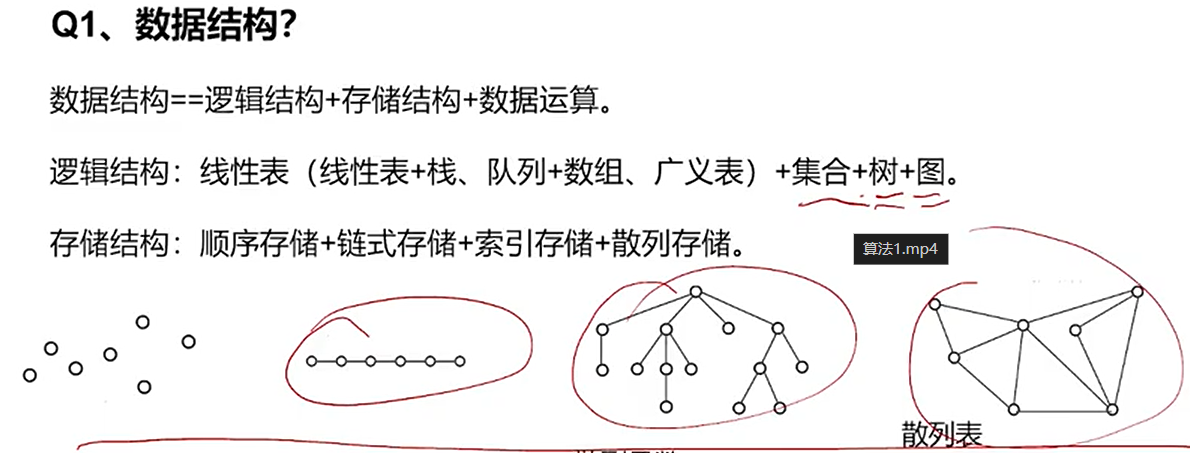 Q1、数据结构？
数据结构==逻辑结构+存储结构+数据运算。
逻辑结构：线性表（线性表+栈、队列+数组、广义表）+集合+树+图。
存储结构：顺序存储+链式存储+索引存储+散列存储。
算法1.mp4
散列表